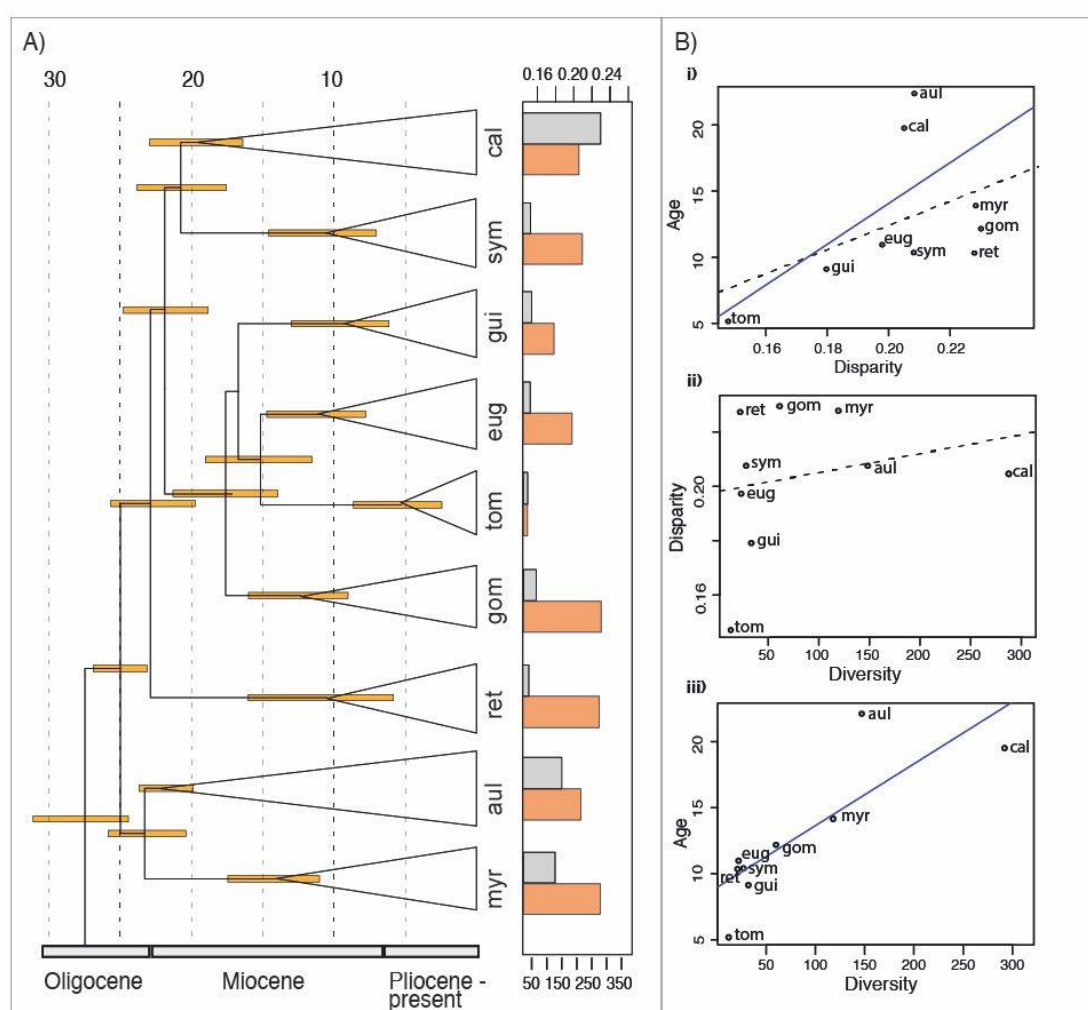 A)
30 20 10
0.16 0.20 0.24
cal
sym
gui
eug
tom
gom
ret
aul
myr
Oligocene Miocene Pliocene -
present
50 150 250 350
B)
i)
aul
cal
myr
gom
eug
sym
ret
gui
tom
Age
5 10 15 20
0.16 0.18 0.20 0.22
Disparity
ii)
ret gom myr
sym
aul
cal
eug
gui
tom
Disparity
0.16 0.20
50 100 150 200 250 300
Diversity
iii)
aul
cal
myr
gom
eug
sym
ret
gui
tom
Age
5 10 15 20
50 100 150 200 250 300
Diversity